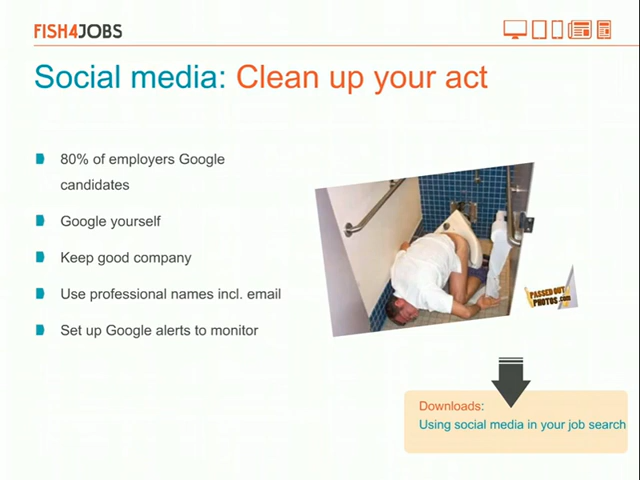 FISH4JOBS
Social media: Clean up your act
80% of employers Google
candidates
Google yourself
Keep good company
Use professional names incl. email
Set up Google alerts to monitor
PASSED OUT
PHOTOS.com
Downloads:
Using social media in your job search